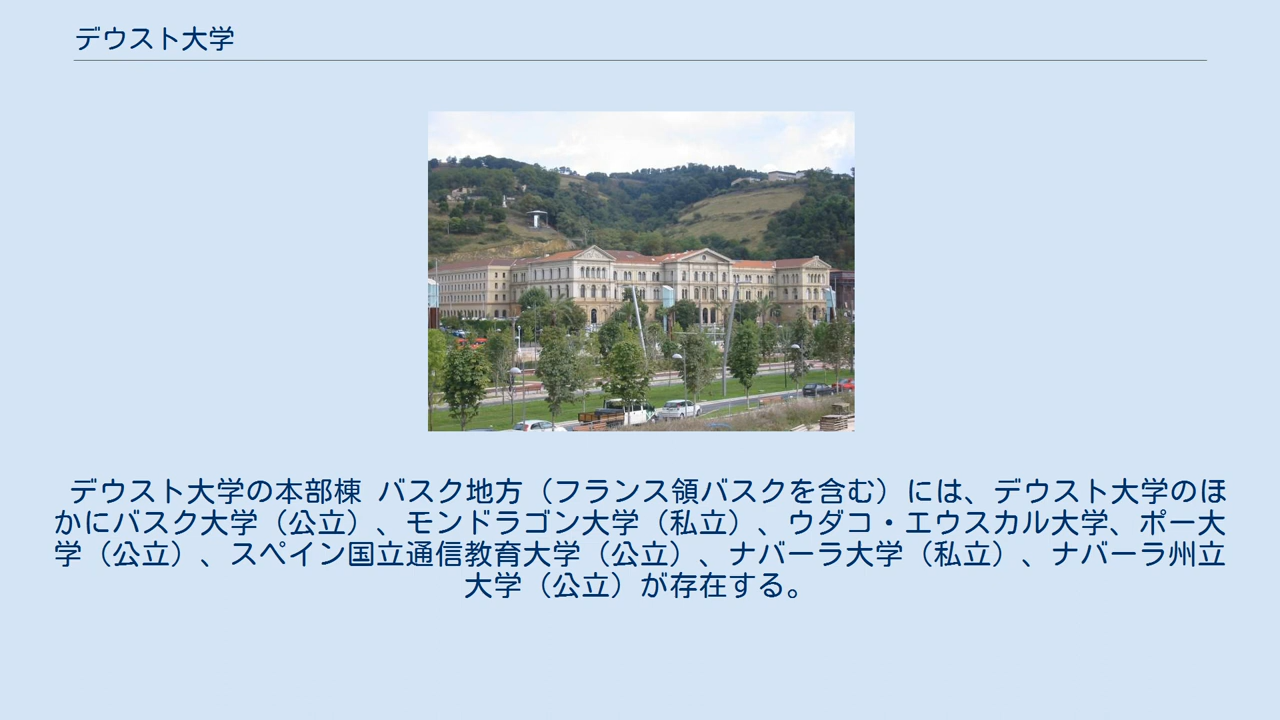 デウスト大学
デウスト大学の本部棟 バスク地方（フランス領バスクを含む）には、デウスト大学のほ
かにバスク大学（公立）、モンドラゴン大学（私立）、ウダコ・エウスカル大学、ポー大
学（公立）、スペイン国立通信教育大学（公立）、ナバーラ大学（私立）、ナバーラ州立
大学（公立）が存在する。